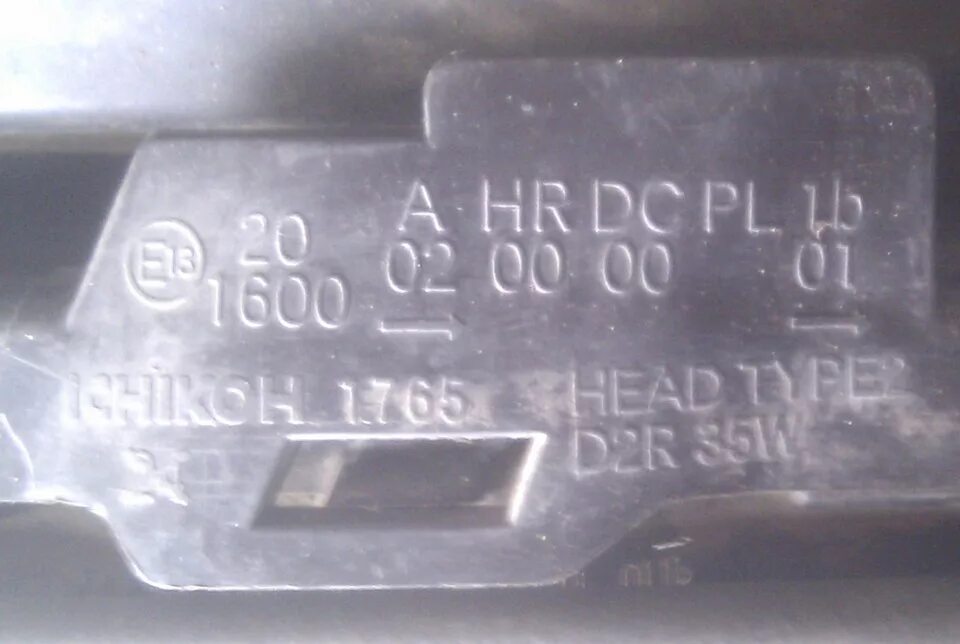 A HR DC PL 1b
E13 20 02 00 00 01
1600
ICHIKOH 1765 HEAD TYPE2
D2R 35W